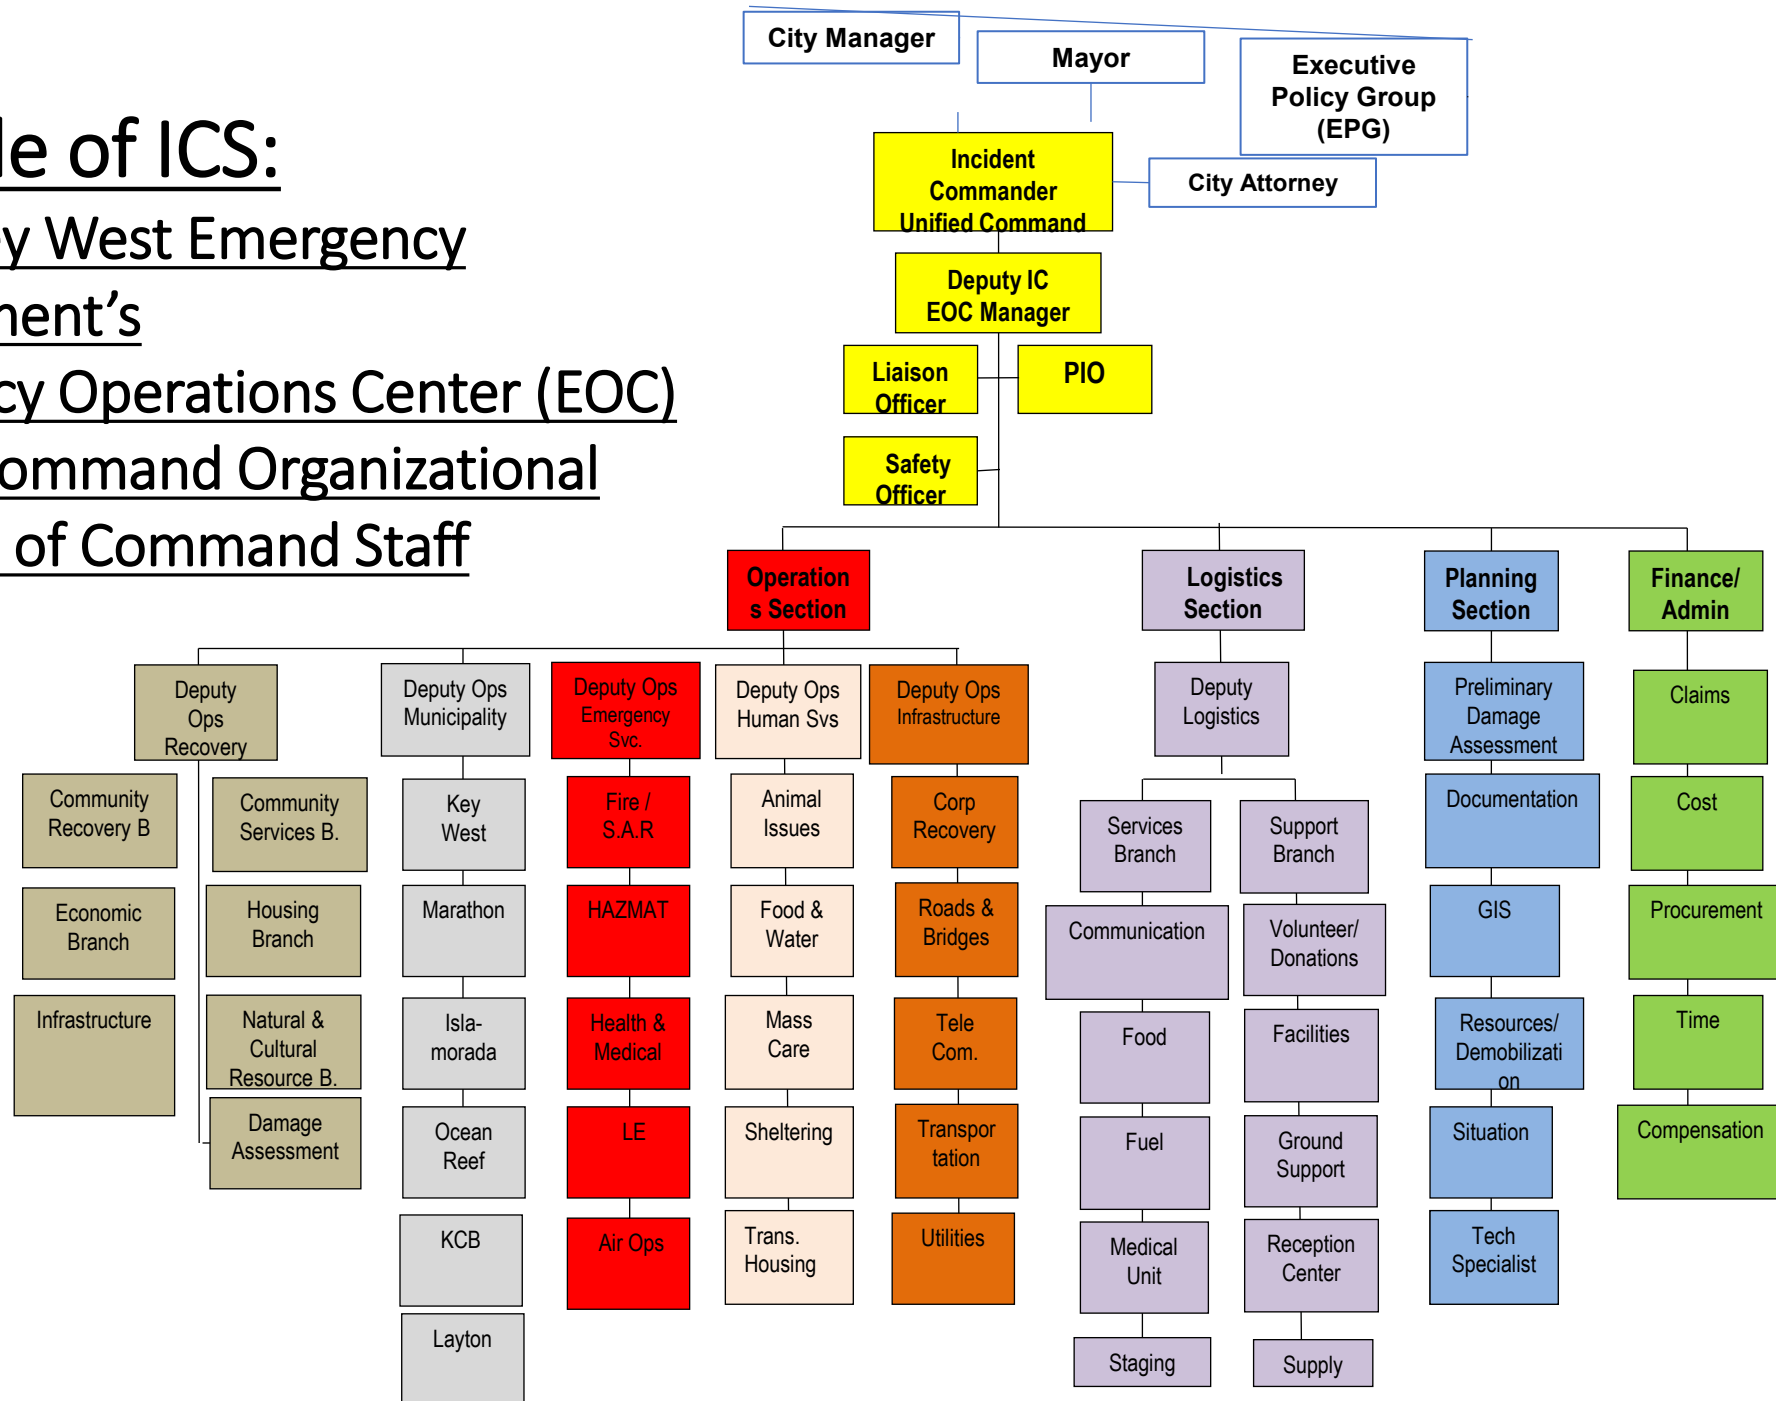 City Manager
Mayor
Executive
Policy Group
(EPG)
le of ICS:
Incident
Commander
Unified Command
City Attorney
y West Emergency
Deputy IC
EOC Manager
nent's
Liaison
Officer
PIO
cy Operations Center (EOC)
ommand Organizational
Safety
Officer
of Command Staff
Operation
s Section
Logistics
Section
Planning
Section
Finance/
Admin
Deputy
Ops
Recovery
Deputy Ops
Municipality
Deputy Ops
Emergency
Svc.
Deputy Ops
Human Svs
Deputy Ops
Infrastructure
Deputy
Logistics
Preliminary
Damage
Assessment
Claims
Community
Recovery B
Community
Services B.
Key
West
Fire /
S.A.R
Animal
Issues
Corp
Recovery
Services
Branch
Support
Branch
Documentation
Cost
Economic
Branch
Housing
Branch
Marathon
HAZMAT
Food &
Water
Roads &
Bridges
Communication
Volunteer/
Donations
GIS
Procurement
Infrastructure
Natural &
Cultural
Resource B.
Isla-
morada
Health &
Medical
Mass
Care
Tele
Com.
Food
Facilities
Resources/
Demobilizati
on
Time
Damage
Assessment
Ocean
Reef
LE
Sheltering
Transpor
tation
Fuel
Ground
Support
Situation
Compensation
KCB
Air Ops
Trans.
Housing
Utilities
Medical
Unit
Reception
Center
Tech
Specialist
Layton
Staging
Supply